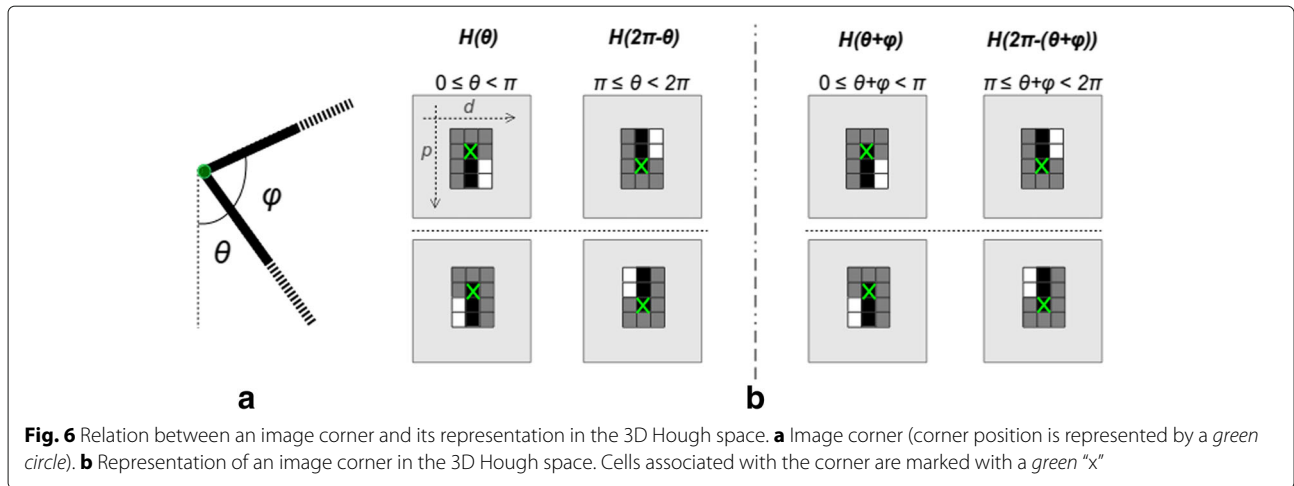 H(θ) H(2π-θ) H(θ+φ) H(2π-(θ+φ))
0 ≤ θ < π π ≤ θ < 2π 0 ≤ θ+φ < π π ≤ θ+φ < 2π
d
p
φ
θ
a b
Fig. 6 Relation between an image corner and its representation in the 3D Hough space. a Image corner (corner position is represented by a green
circle). b Representation of an image corner in the 3D Hough space. Cells associated with the corner are marked with a green “x”